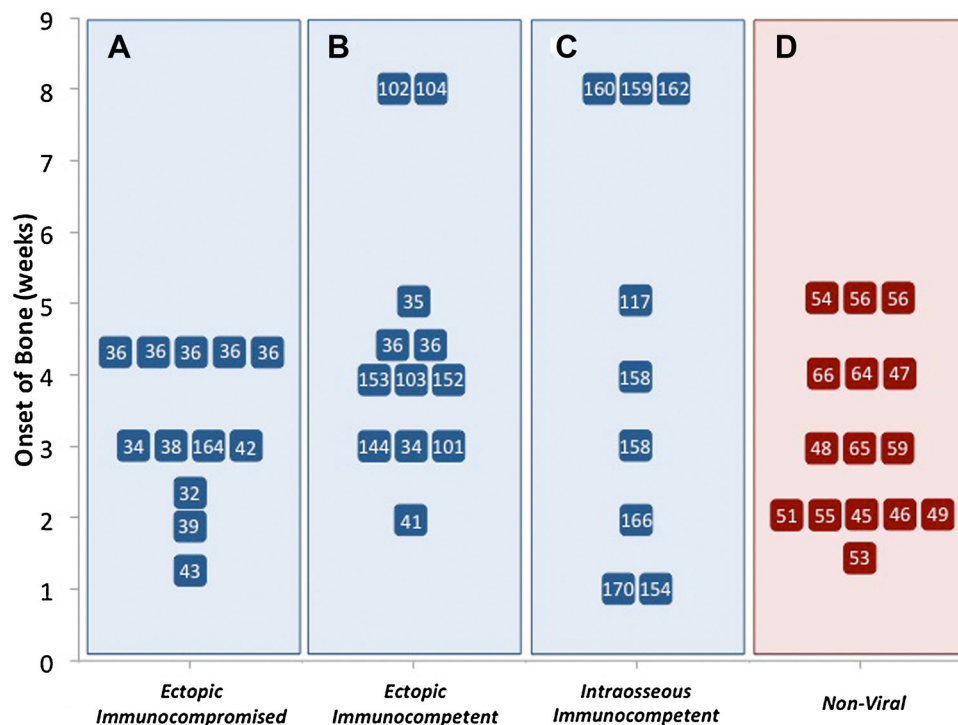 9
A B C D
8 102 104 160 159 162
7
6
5 35 117 54 56 56
36 36 36 36 36 36 36
4 153 103 152 158 66 64 47
3 34 38 164 42 144 34 101 158 48 65 59
32
2 39 41 166 51 55 45 46 49
43 53
1 170 154
0
Onset of Bone (weeks)
Ectopic Ectopic Intraosseous
Immunocompromised Immunocompetent Immunocompetent Non-Viral